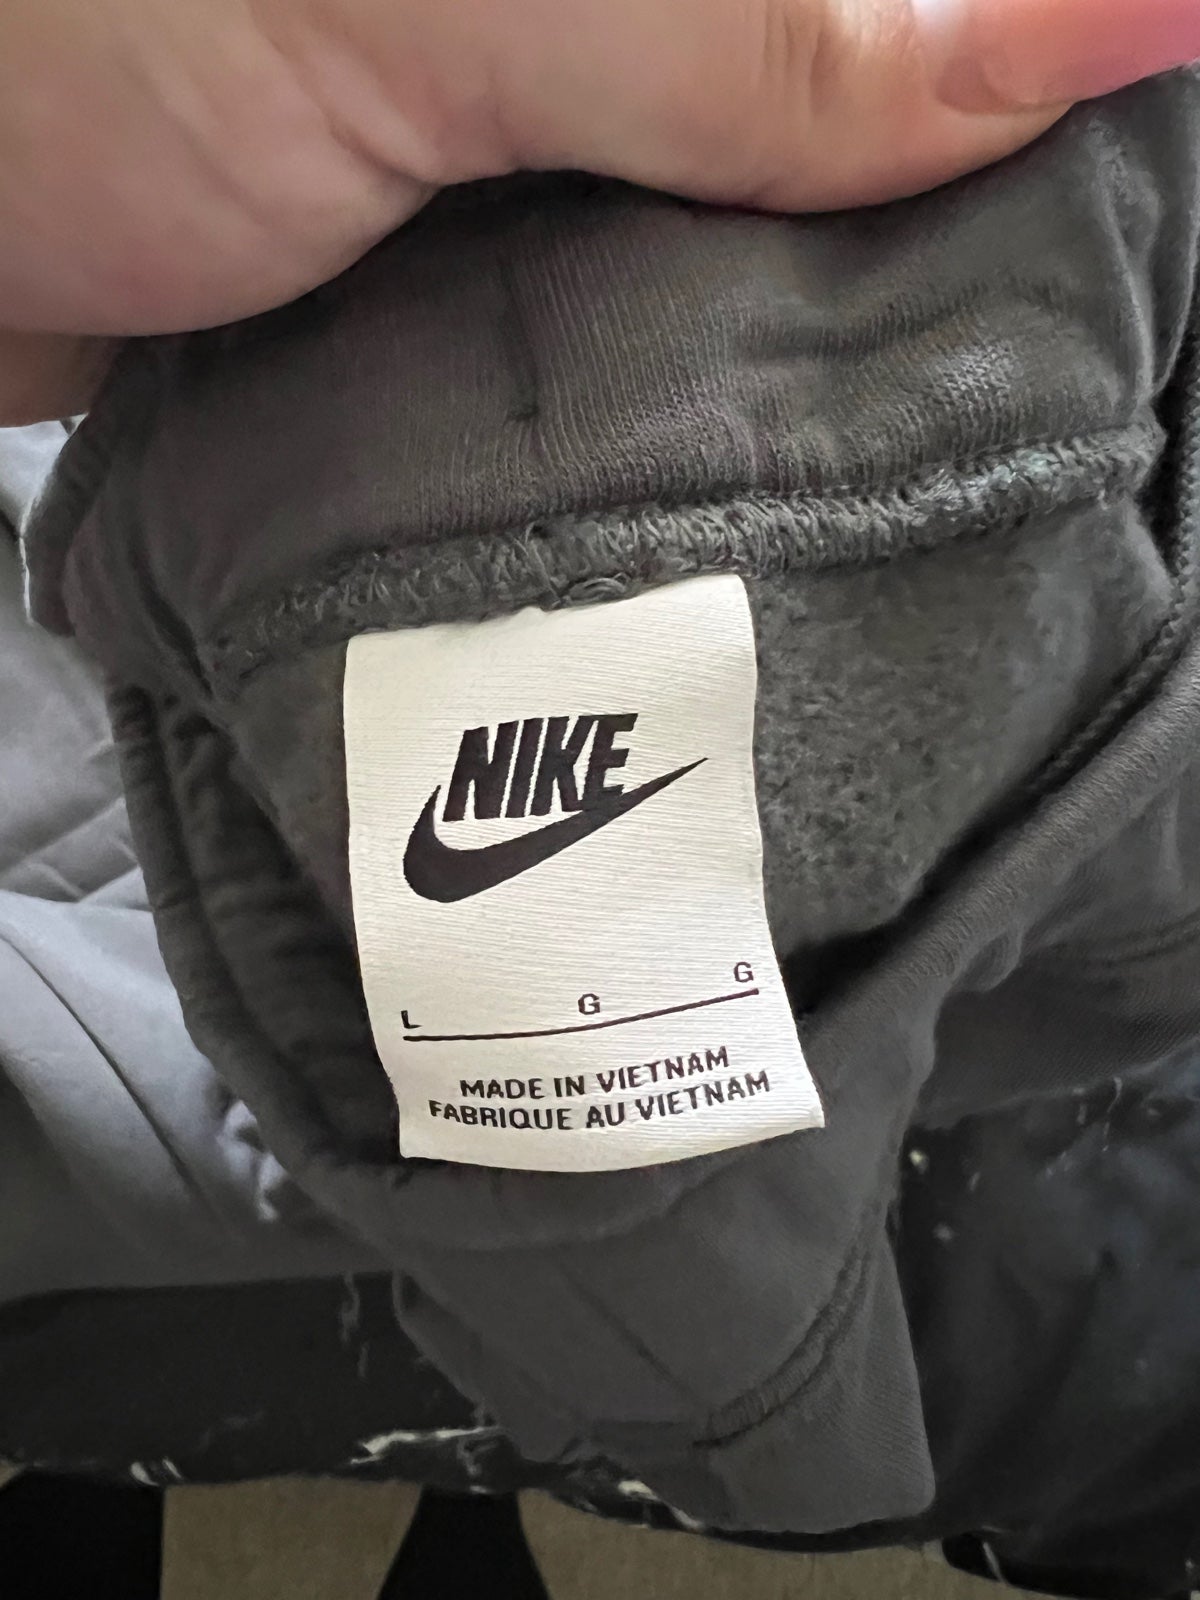 NIKE
L G G
MADE IN VIETNAM
FABRIQUE AU VIETNAM